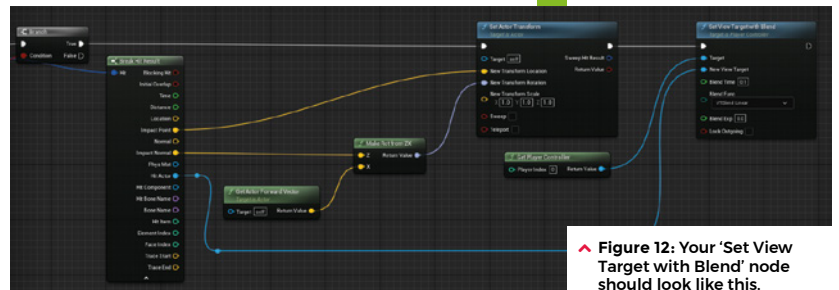 Branch
True
Condition
False
Break Hit Result
Hit
Blocking Hit
Initial Overlap
Time
Distance
Location
Impact Point
Normal
Impact Normal
Phys Mat
Hit Actor
Hit Component
Hit Bone Name
Bone Name
Hit Item
Element Index
Face Index
Trace Start
Trace End
Get Actor Forward Vector
Target is Actor
Target self
Return Value
Make Rot from ZX
Z
Return Value
X
Set Actor Transform
Target is Actor
Target self
Sweep Hit Result
New Transform Location
Return Value
New Transform Rotation
New Transform Scale
X 1.0 Y 1.0 Z 1.0
Sweep
Teleport
Get Player Controller
Player Index 0
Return Value
Set View Target with Blend
Target is Player Controller
Target
New View Target
Blend Time
Blend Func
VTBlend Linear
Blend Exp
Lock Outgoing
Figure 12: Your ‘Set View
Target with Blend’ node
should look like this.